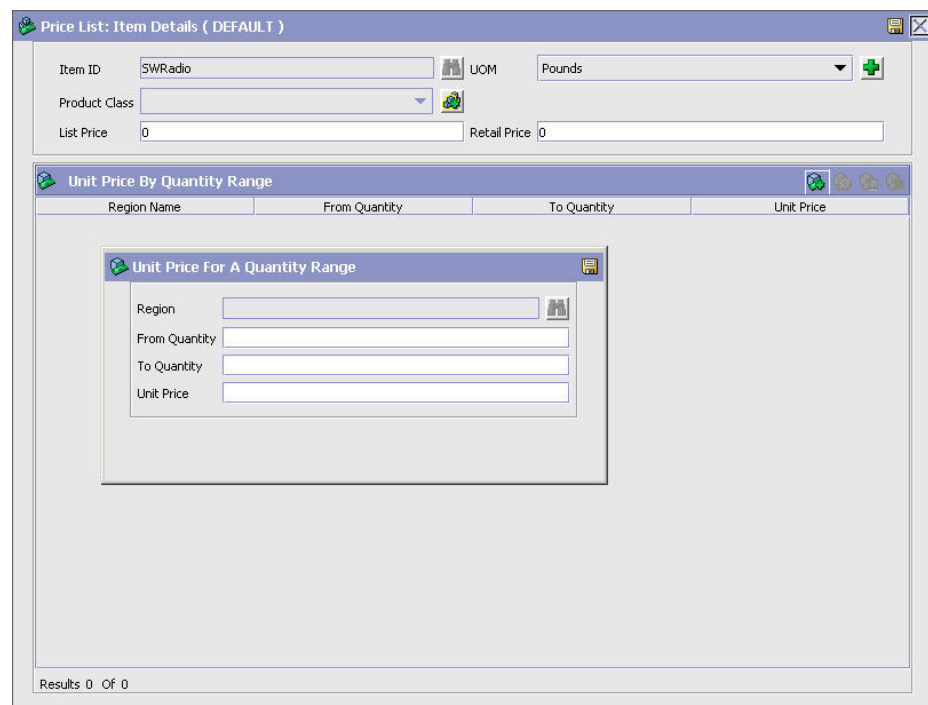 Price List: Item Details ( DEFAULT )
Item ID SWRadio UOM Pounds
Product Class
List Price 0 Retail Price 0
Unit Price By Quantity Range
Region Name From Quantity To Quantity Unit Price
Unit Price For A Quantity Range
Region
From Quantity
To Quantity
Unit Price
Results 0 Of 0